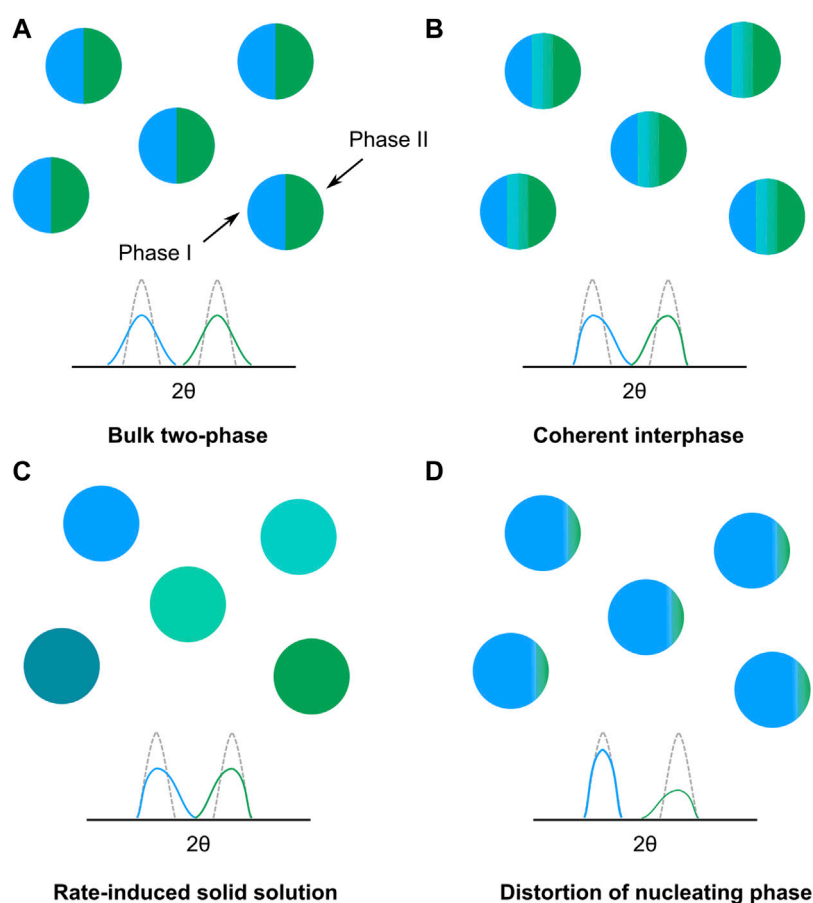 A
B
Phase II
Phase I
2θ
2θ
Bulk two-phase
Coherent interphase
C
D
2θ
2θ
Rate-induced solid solution
Distortion of nucleating phase